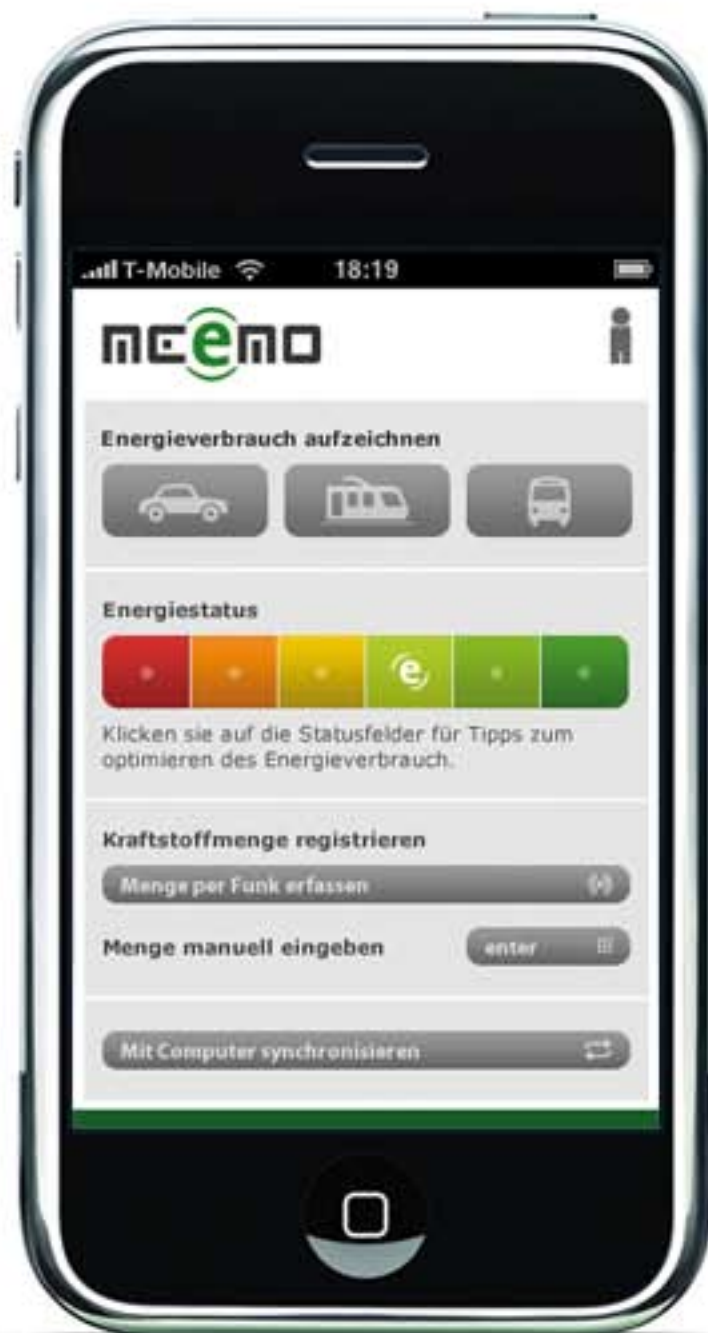 T-Mobile 18:19
mceemo
Energieverbrauch aufzeichnen
Energiestatus
e
Klicken sie auf die Statusfelder für Tipps zum
optimieren des Energieverbrauch.
Kraftstoffmenge registrieren
Menge per Funk erfassen
Menge manuell eingeben enter
Mit Computer synchronisieren